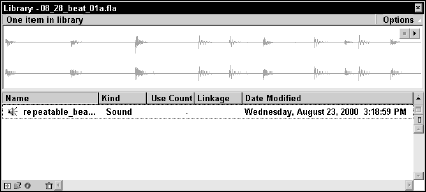 Library - 08_28_beat_01a.fla
One item in library Options
Name Kind Use Count Linkage Date Modified
repeatable_bea... Sound - Wednesday, August 23, 2000 3:18:59 PM